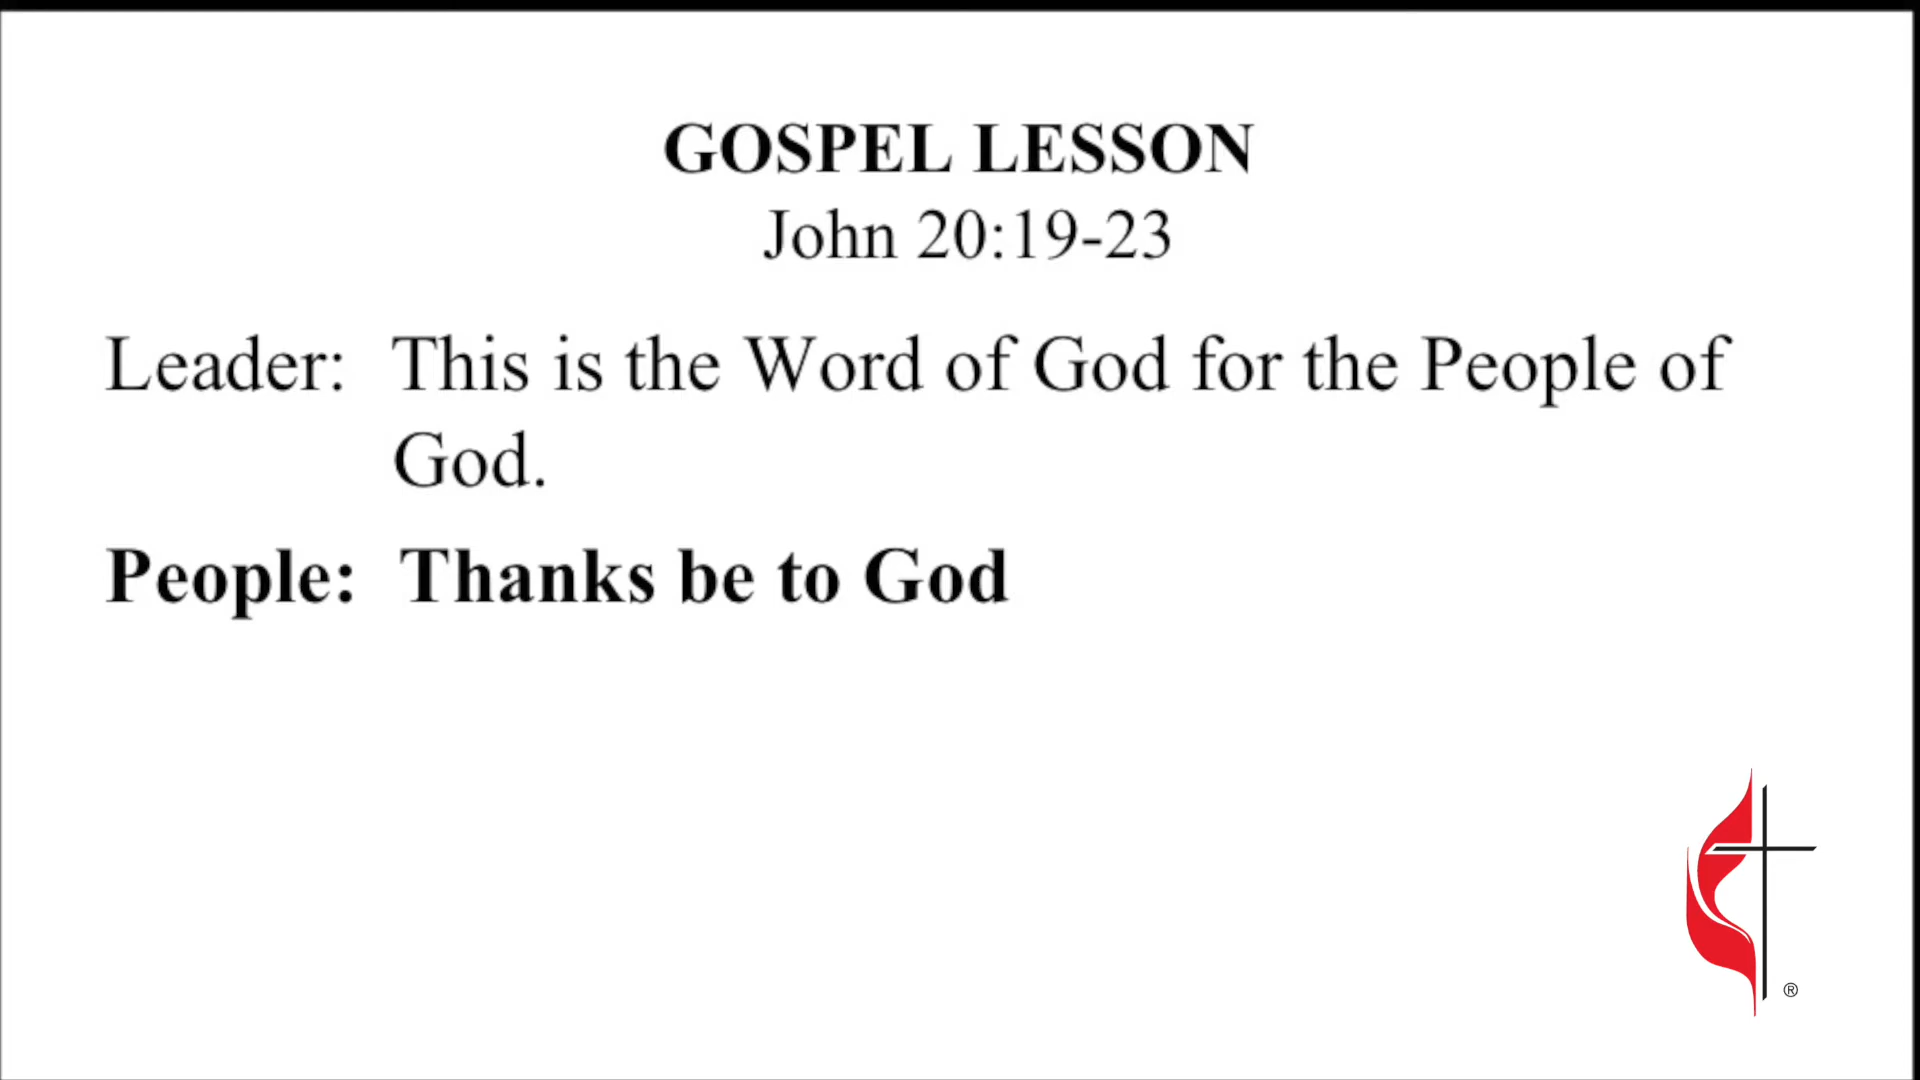 GOSPEL LESSON
John 20:19-23
Leader: This is the Word of God for the People of
God.
People: Thanks be to God
®